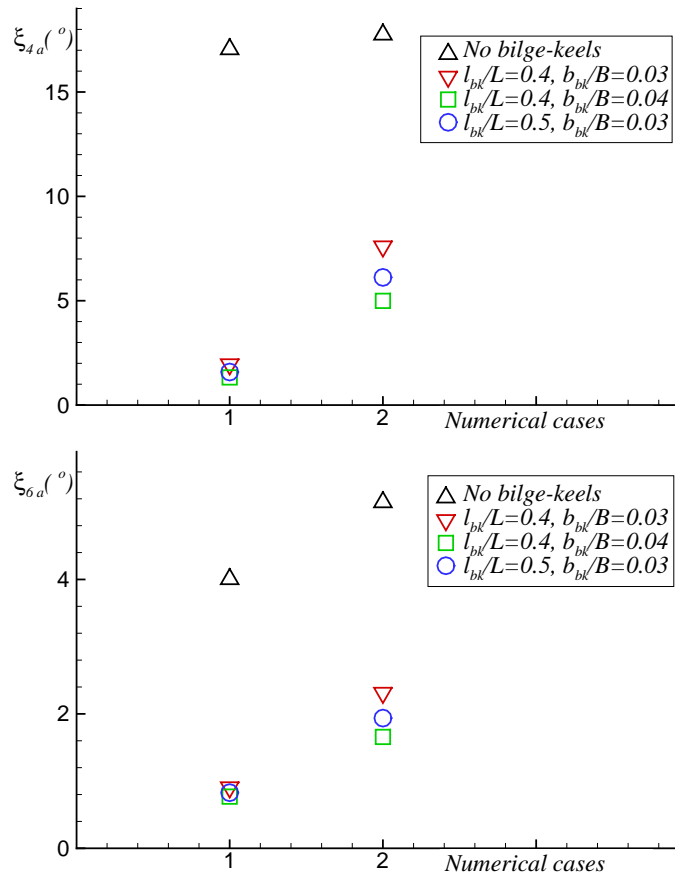 ξ4a(°)
15
10
5
0
1
2
Numerical cases
No bilge-keels
lbk/L=0.4, bbk/B=0.03
lbk/L=0.4, bbk/B=0.04
lbk/L=0.5, bbk/B=0.03
ξ6a(°)
4
2
0
1
2
Numerical cases
No bilge-keels
lbk/L=0.4, bbk/B=0.03
lbk/L=0.4, bbk/B=0.04
lbk/L=0.5, bbk/B=0.03